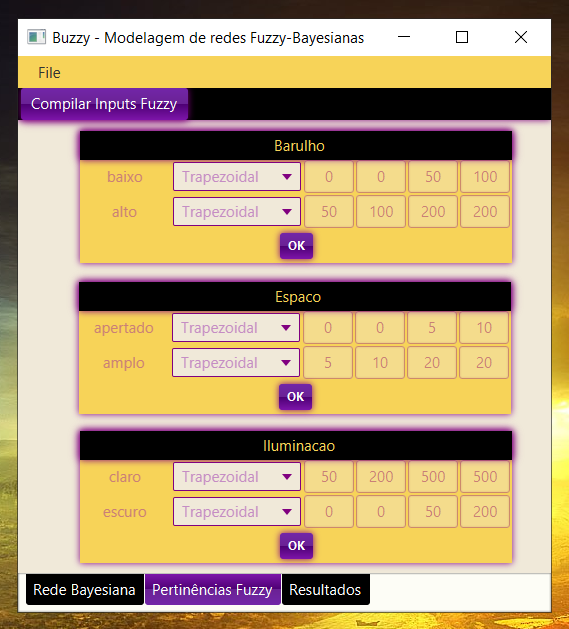 Buzzy - Modelagem de redes Fuzzy-Bayesianas
File
Compilar Inputs Fuzzy
Barulho
baixo Trapezoidal 0 0 50 100
alto Trapezoidal 50 100 200 200
OK
Espaco
apertado Trapezoidal 0 0 5 10
amplo Trapezoidal 5 10 20 20
OK
Iluminacao
claro Trapezoidal 50 200 500 500
escuro Trapezoidal 0 0 50 200
OK
Rede Bayesiana Pertinências Fuzzy Resultados